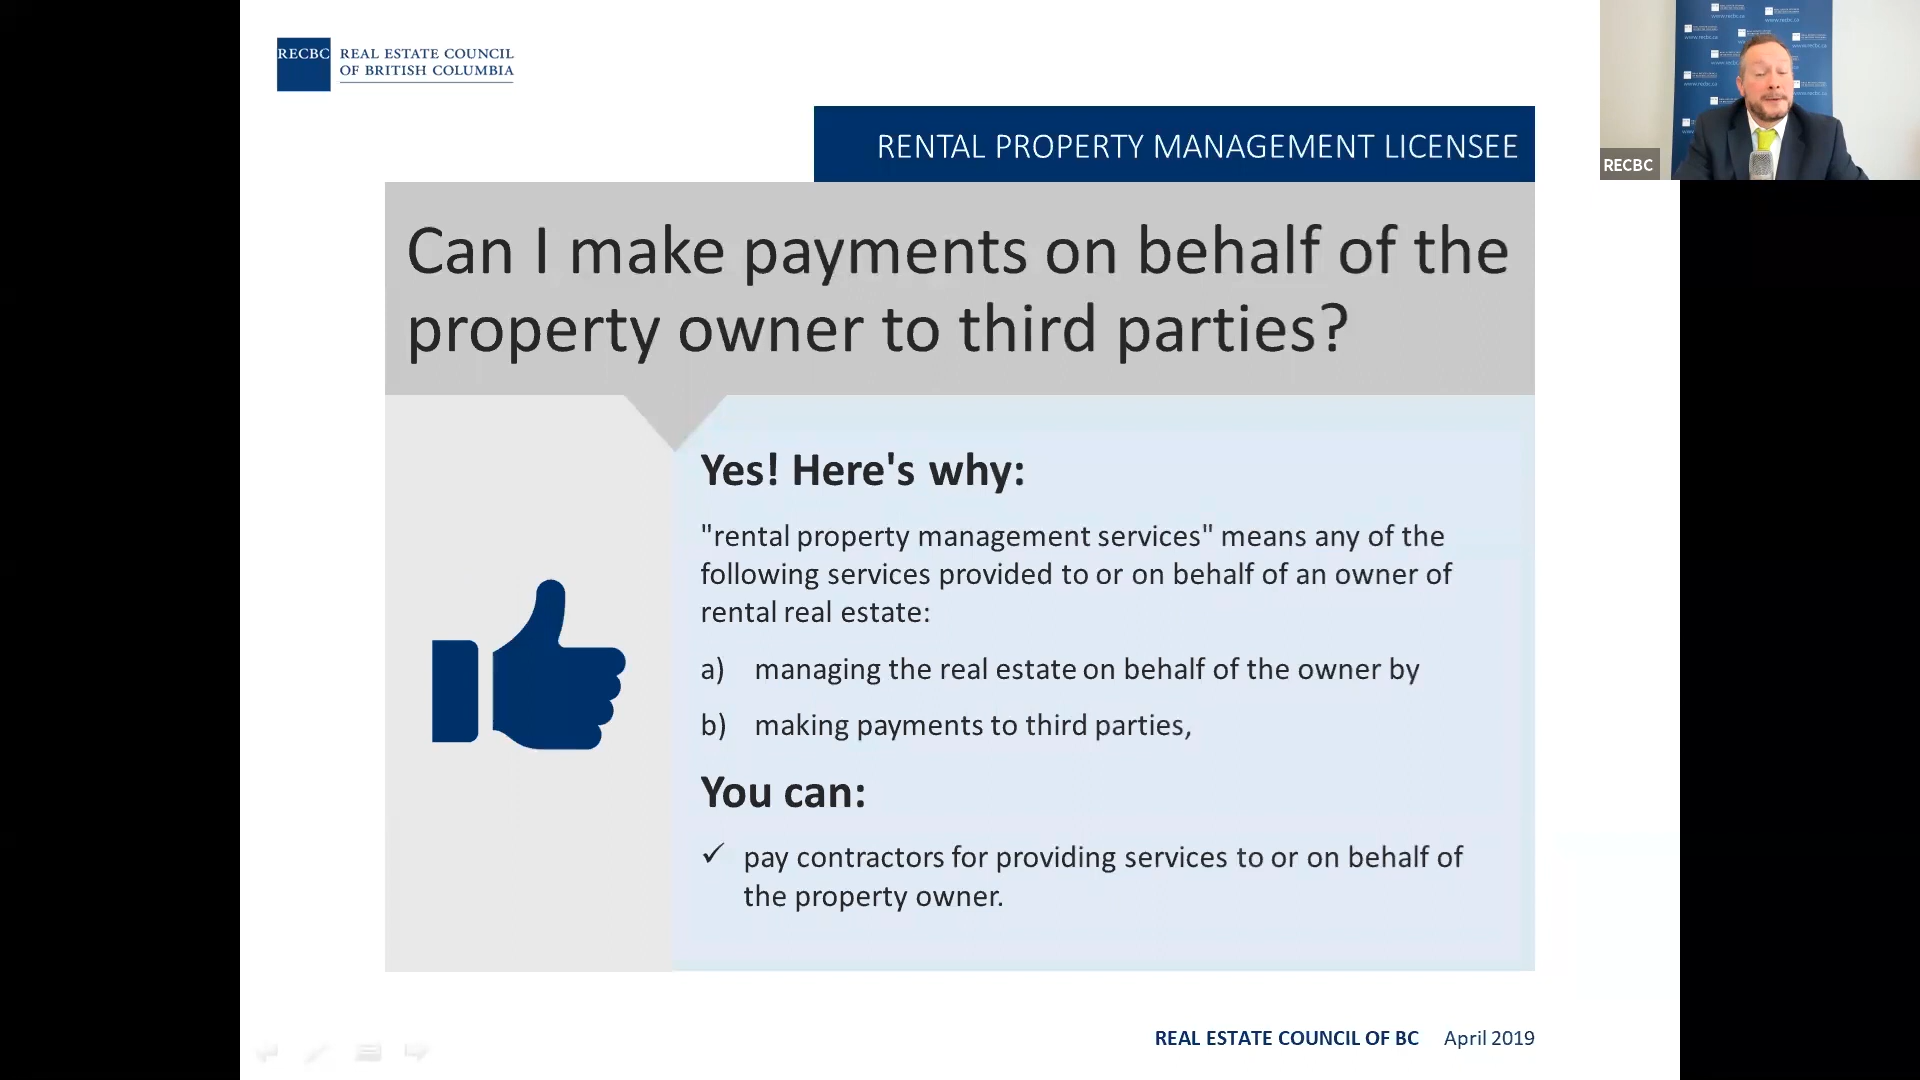 RECBC
REAL ESTATE COUNCIL
OF BRITISH COLUMBIA
RENTAL PROPERTY MANAGEMENT LICENSEE
RECBC
Can I make payments on behalf of the
property owner to third parties?
Yes! Here's why:
"rental property management services" means any of the
following services provided to or on behalf of an owner of
rental real estate:
a) managing the real estate on behalf of the owner by
b) making payments to third parties,
You can:
✓ pay contractors for providing services to or on behalf of
the property owner.
REAL ESTATE COUNCIL OF BC April 2019